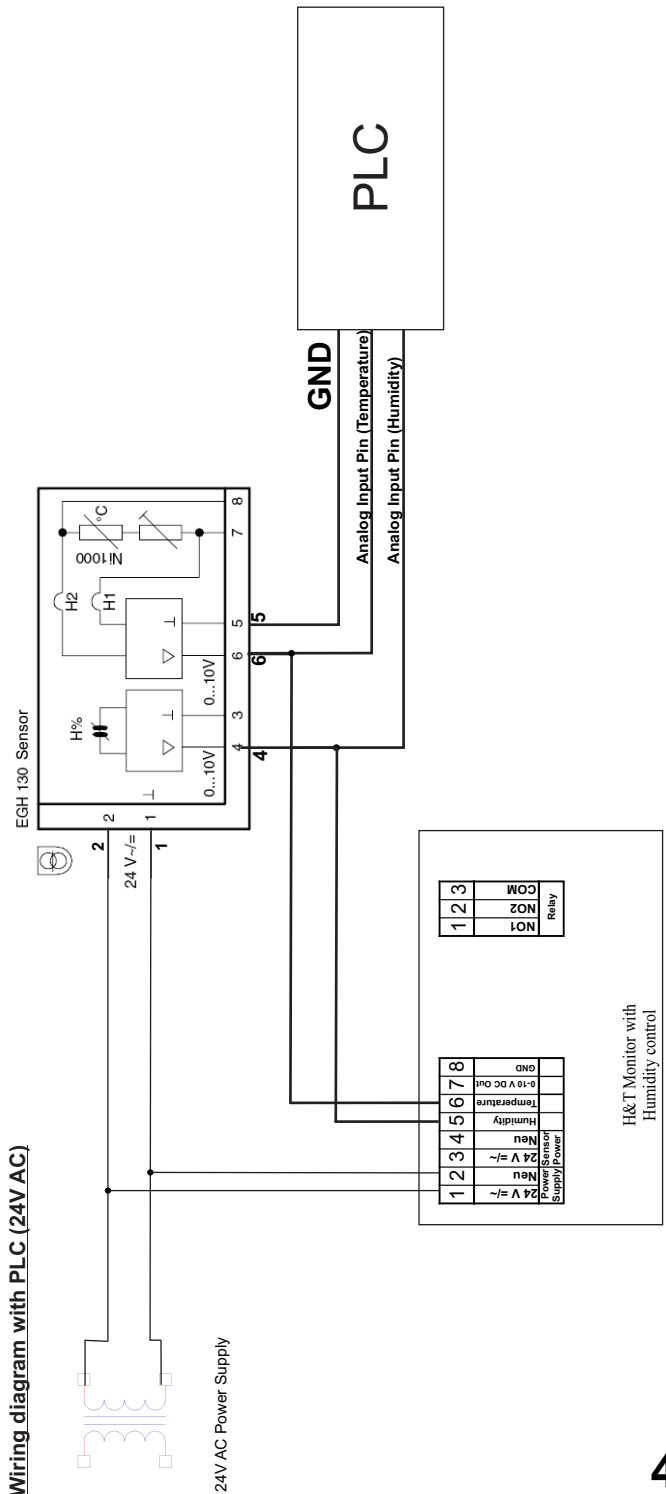 Wiring diagram with PLC (24V AC)
24V AC Power Supply
EGH 130 Sensor
2
2
24 V~/=
1
1
⊥
H%
H2
H1
Ni1000
°C
0...10V
0...10V
4
3
6
5
7
8
4
6
5
GND
Analog Input Pin (Temperature)
Analog Input Pin (Humidity)
PLC
1
2
3
4
5
6
7
8
24 V =/~
Neu
24 V =/~
Neu
Humidity
Temperature
0-10 V DC Out
GND
Power Supply
Sensor Power
1
2
3
NO1
NO2
COM
Relay
H&T Monitor with
Humidity control
4